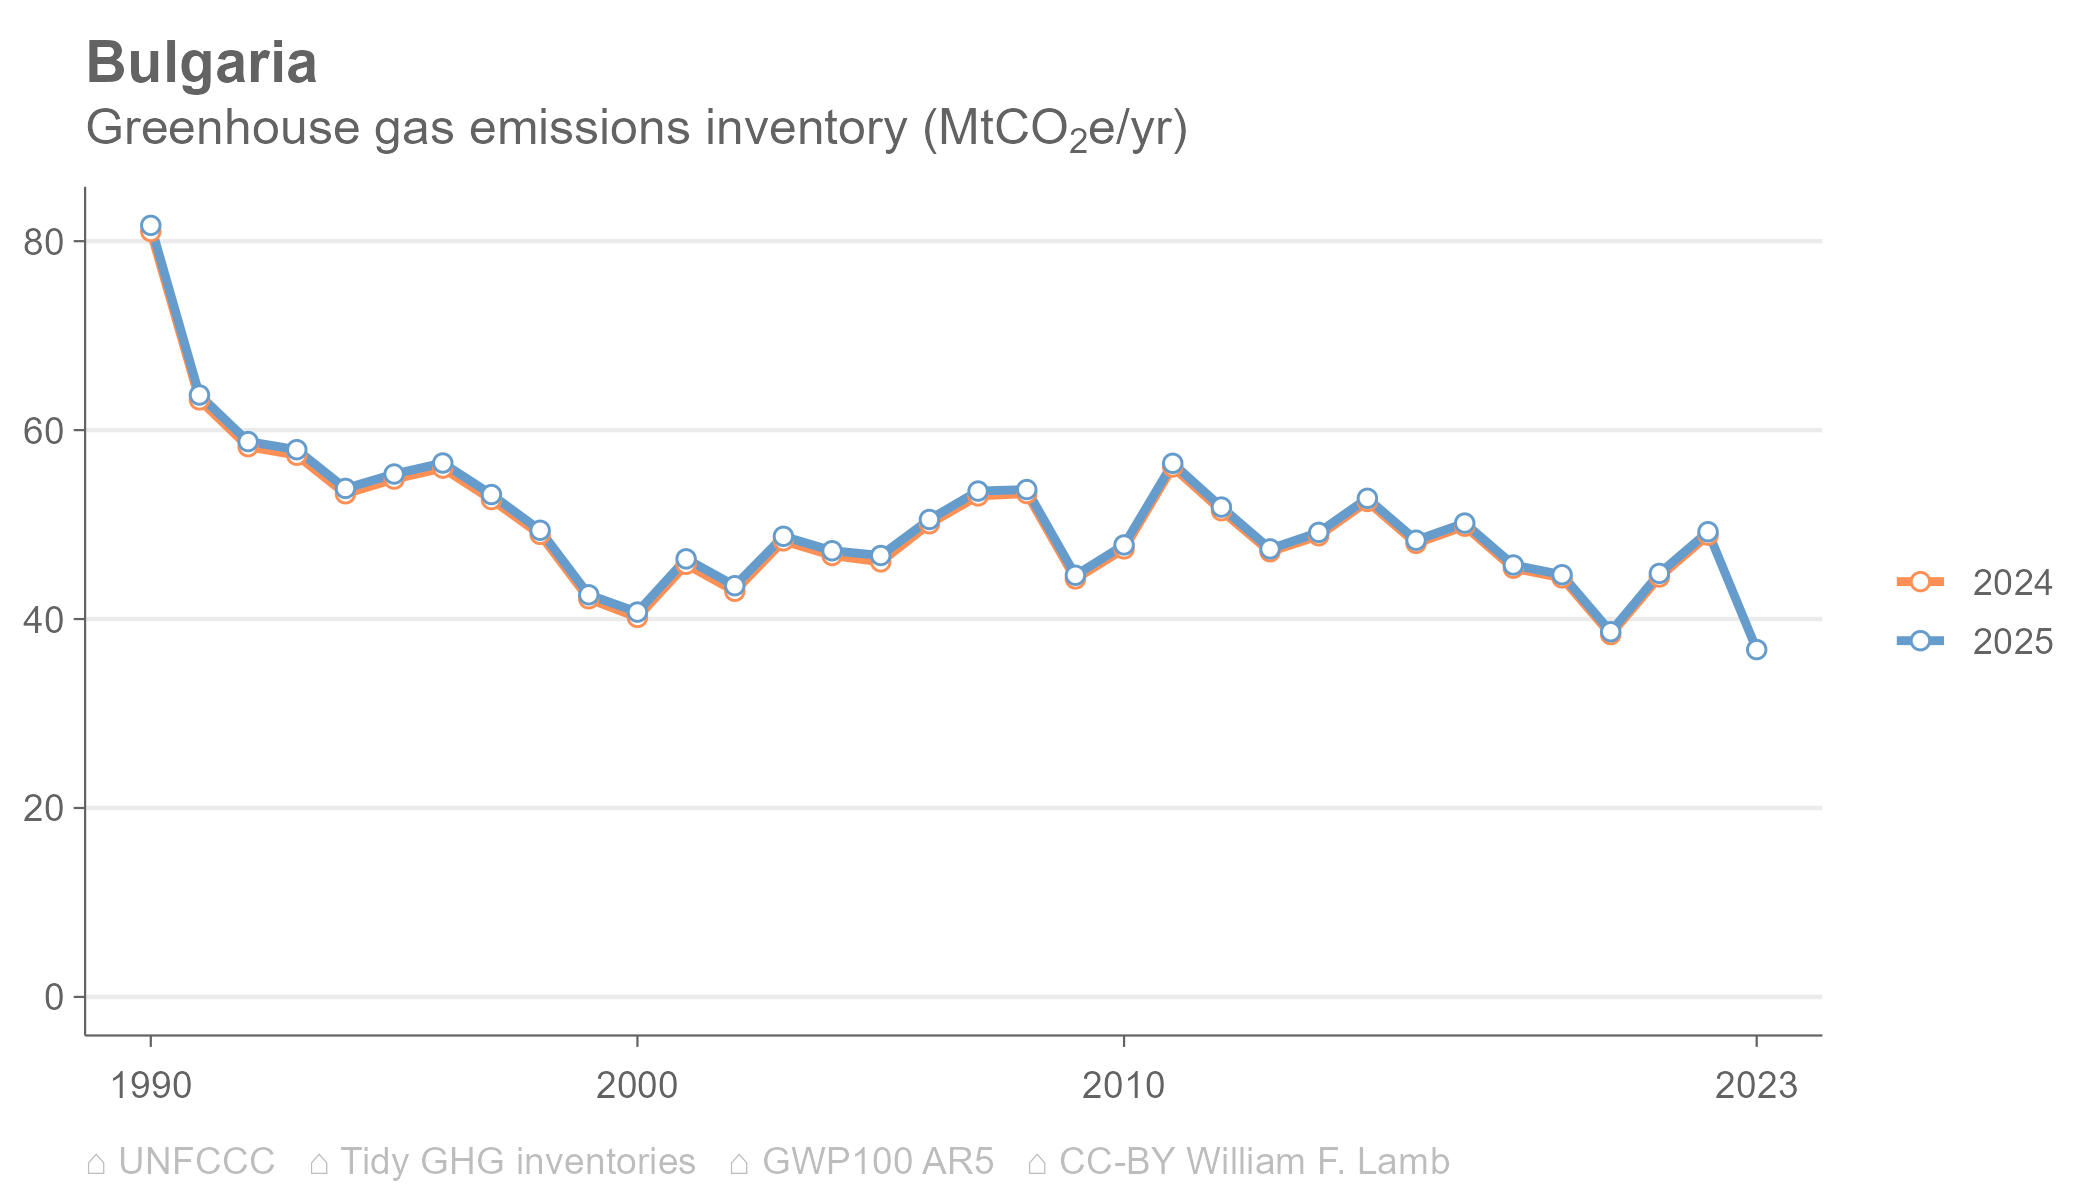 Bulgaria
Greenhouse gas emissions inventory (MtCO₂e/yr)
80
60
40
20
0
1990 2000 2010 2023
2024
2025
⌂ UNFCCC ⌂ Tidy GHG inventories ⌂ GWP100 AR5 ⌂ CC-BY William F. Lamb